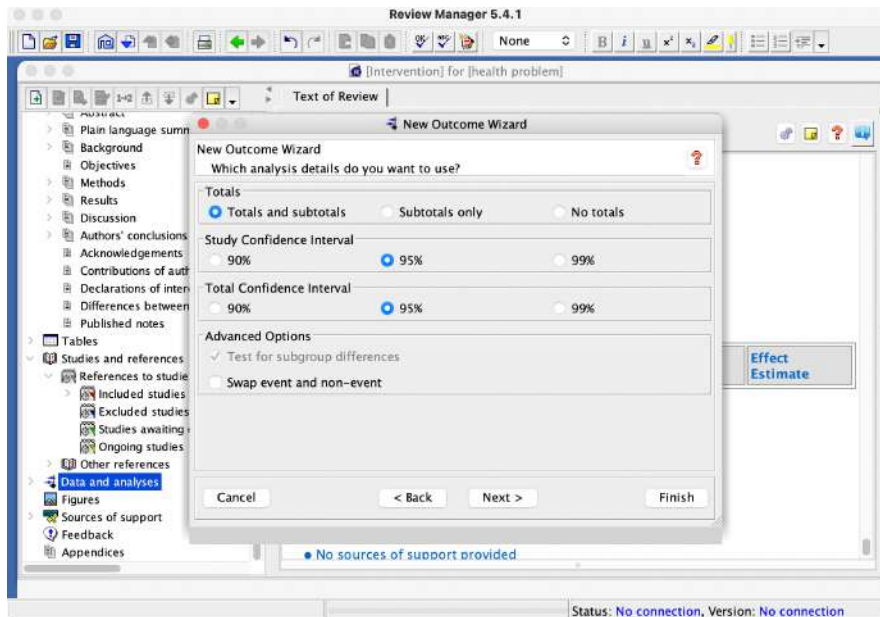 Review Manager 5.4.1
None
B i u x² x₂
[Intervention] for [health problem]
Text of Review
Abstract
Plain language summ
Background
Objectives
Methods
Results
Discussion
Authors' conclusions
Acknowledgements
Contributions of auth
Declarations of inter
Differences between
Published notes
Tables
Studies and references
References to studie
Included studies
Excluded studies
Studies awaiting
Ongoing studies
Other references
Data and analyses
Figures
Sources of support
Feedback
Appendices
New Outcome Wizard
New Outcome Wizard
Which analysis details do you want to use?
Totals
Totals and subtotals Subtotals only No totals
Study Confidence Interval
90% 95% 99%
Total Confidence Interval
90% 95% 99%
Advanced Options
Test for subgroup differences
Swap event and non-event
Cancel < Back Next > Finish
Effect
Estimate
No sources of support provided
Status: No connection, Version: No connection